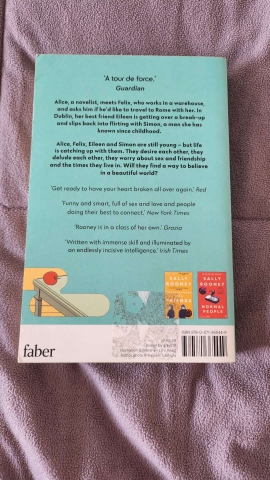 'A tour de force.'
Guardian
Alice, a novelist, meets Felix, who works in a warehouse,
and asks him if he'd like to travel to Rome with her. In
Dublin, her best friend Eileen is getting over a break-up
and slips back into flirting with Simon, a man she has
known since childhood.
Alice, Felix, Eileen and Simon are still young – but life
is catching up with them. They desire each other, they
delude each other, they worry about sex and friendship
and the times they live in. Will they find a way to believe
in a beautiful world?
'Get ready to have your heart broken all over again.' Red
'Funny and smart, full of sex and love and people
doing their best to connect.' New York Times
'Rooney is in a class of her own.' Grazia
'Written with immense skill and illuminated by
an endlessly incisive intelligence.' Irish Times
SALLY
ROONEY
FRIENDS
SALLY
ROONEY
NORMAL
PEOPLE
faber